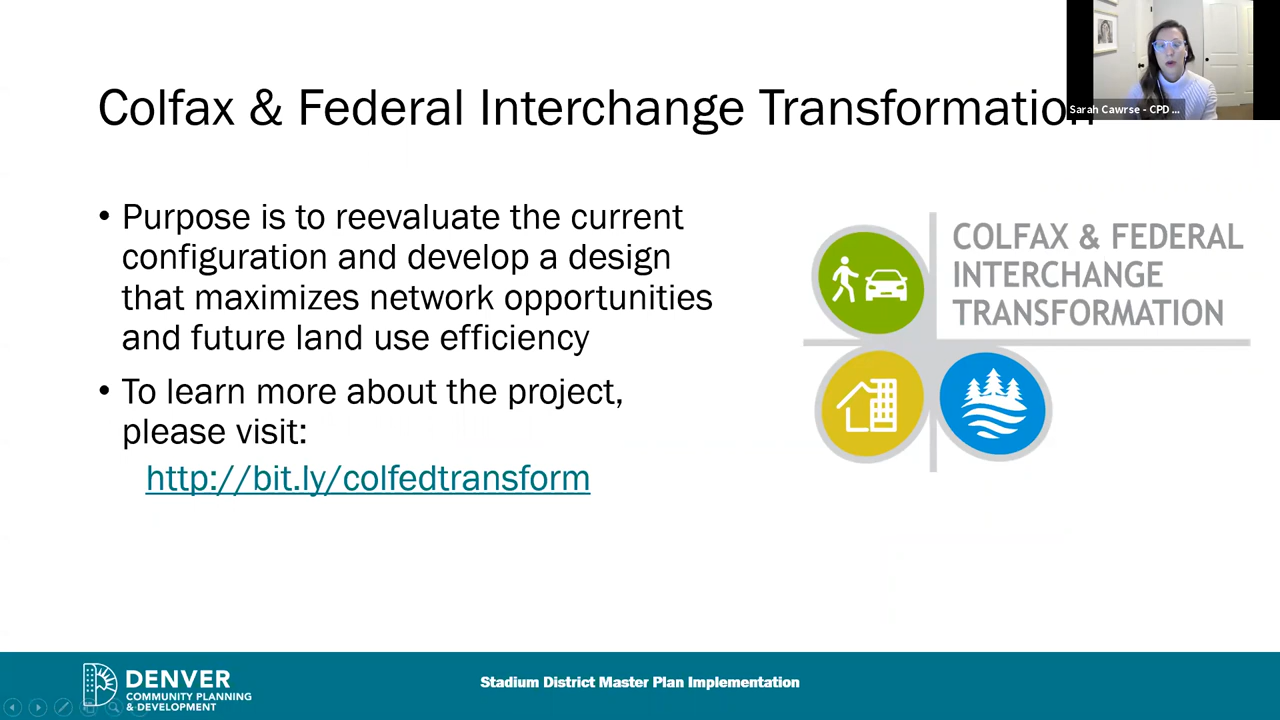 Colfax & Federal Interchange Transformation
Sarah Cawrse - CPD ...
• Purpose is to reevaluate the current
configuration and develop a design
that maximizes network opportunities
and future land use efficiency
• To learn more about the project,
please visit:
http://bit.ly/colfedtransform
COLFAX & FEDERAL
INTERCHANGE
TRANSFORMATION
DENVER
COMMUNITY PLANNING
& DEVELOPMENT
Stadium District Master Plan Implementation